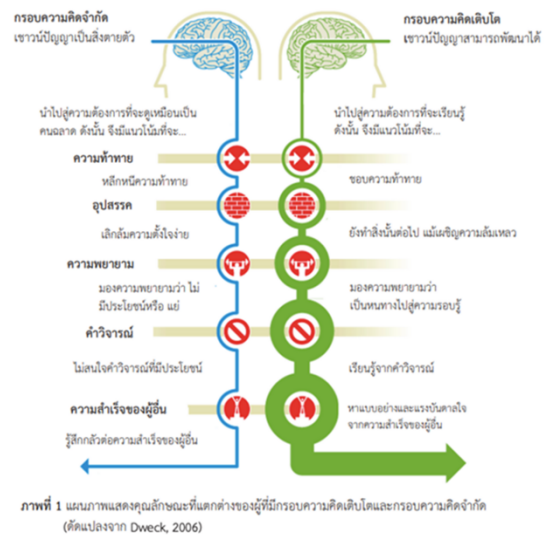 กรอบความคิดจำกัด
เชาวน์ปัญญาเป็นสิ่งตายตัว
กรอบความคิดเติบโต
เชาวน์ปัญญาสามารถพัฒนาได้
นำไปสู่ความต้องการที่จะดูเหมือนเป็น
คนฉลาด ดังนั้น จึงมีแนวโน้มที่จะ...
นำไปสู่ความต้องการที่จะเรียนรู้
ดังนั้น จึงมีแนวโน้มที่จะ...
ความท้าทาย
หลีกหนีความท้าทาย
ชอบความท้าทาย
อุปสรรค
เลิกล้มความตั้งใจง่าย
ยังทำสิ่งนั้นต่อไป แม้เผชิญความล้มเหลว
ความพยายาม
มองความพยายามว่า ไม่
มีประโยชน์หรือ แย่
มองความพยายามว่า
เป็นหนทางไปสู่ความรอบรู้
คำวิจารณ์
ไม่สนใจคำวิจารณ์ที่มีประโยชน์
เรียนรู้จากคำวิจารณ์
ความสำเร็จของผู้อื่น
รู้สึกกลัวต่อความสำเร็จของผู้อื่น
หาแบบอย่างและแรงบันดาลใจ
จากความสำเร็จของผู้อื่น
ภาพที่ 1 แผนภาพแสดงคุณลักษณะที่แตกต่างของผู้ที่มีกรอบความคิดเติบโตและกรอบความคิดจำกัด
(ดัดแปลงจาก Dweck, 2006)